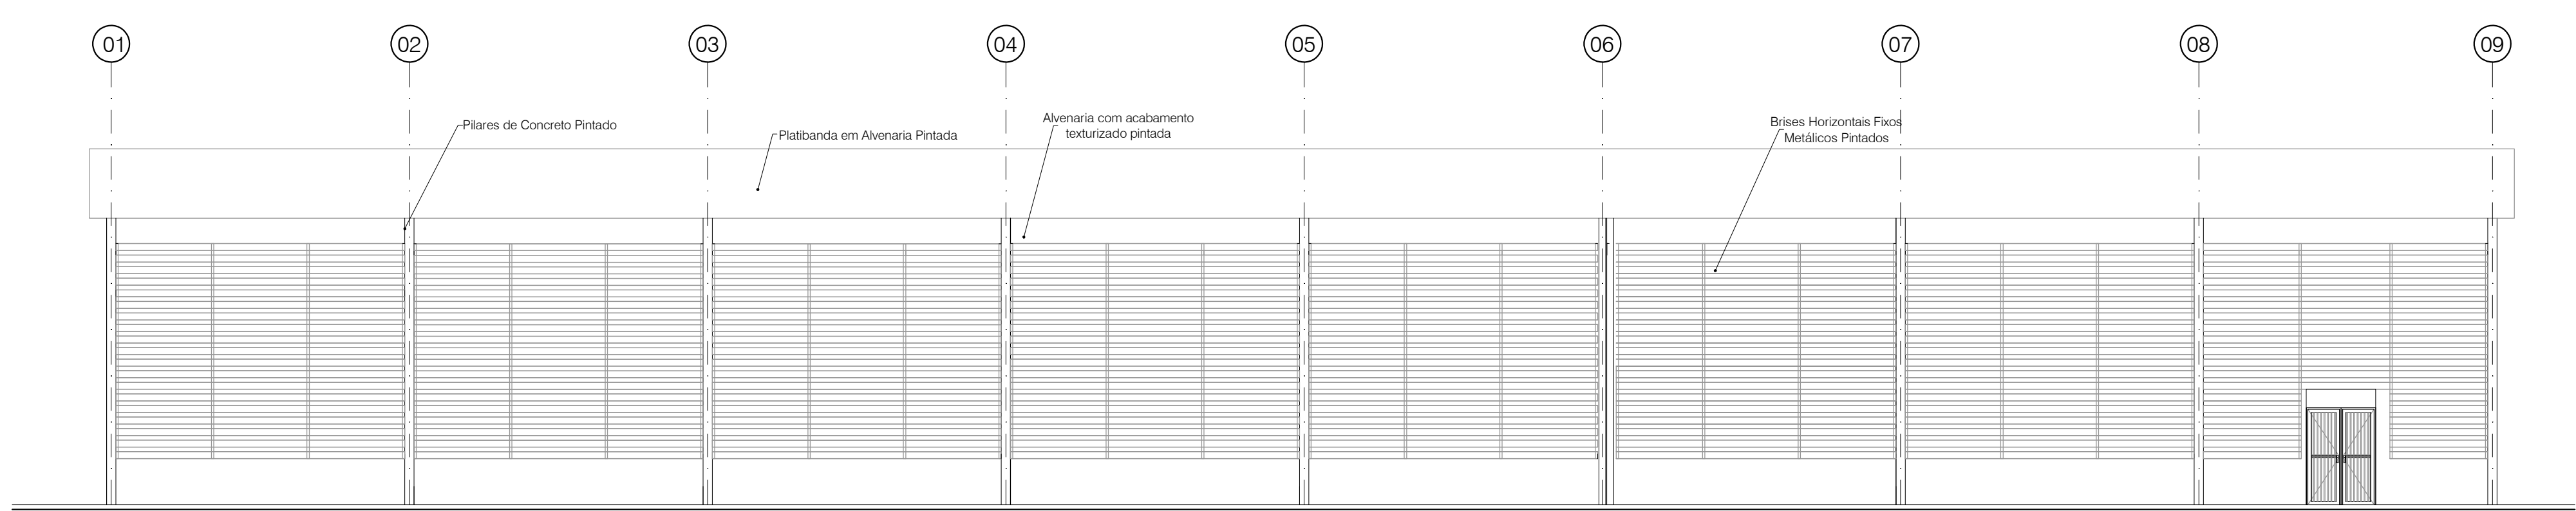 01 02 03 04 05 06 07 08 09
Pilares de Concreto Pintado
Platibanda em Alvenaria Pintada
Alvenaria com acabamento
texturizado pintada
Brises Horizontais Fixos
Metálicos Pintados